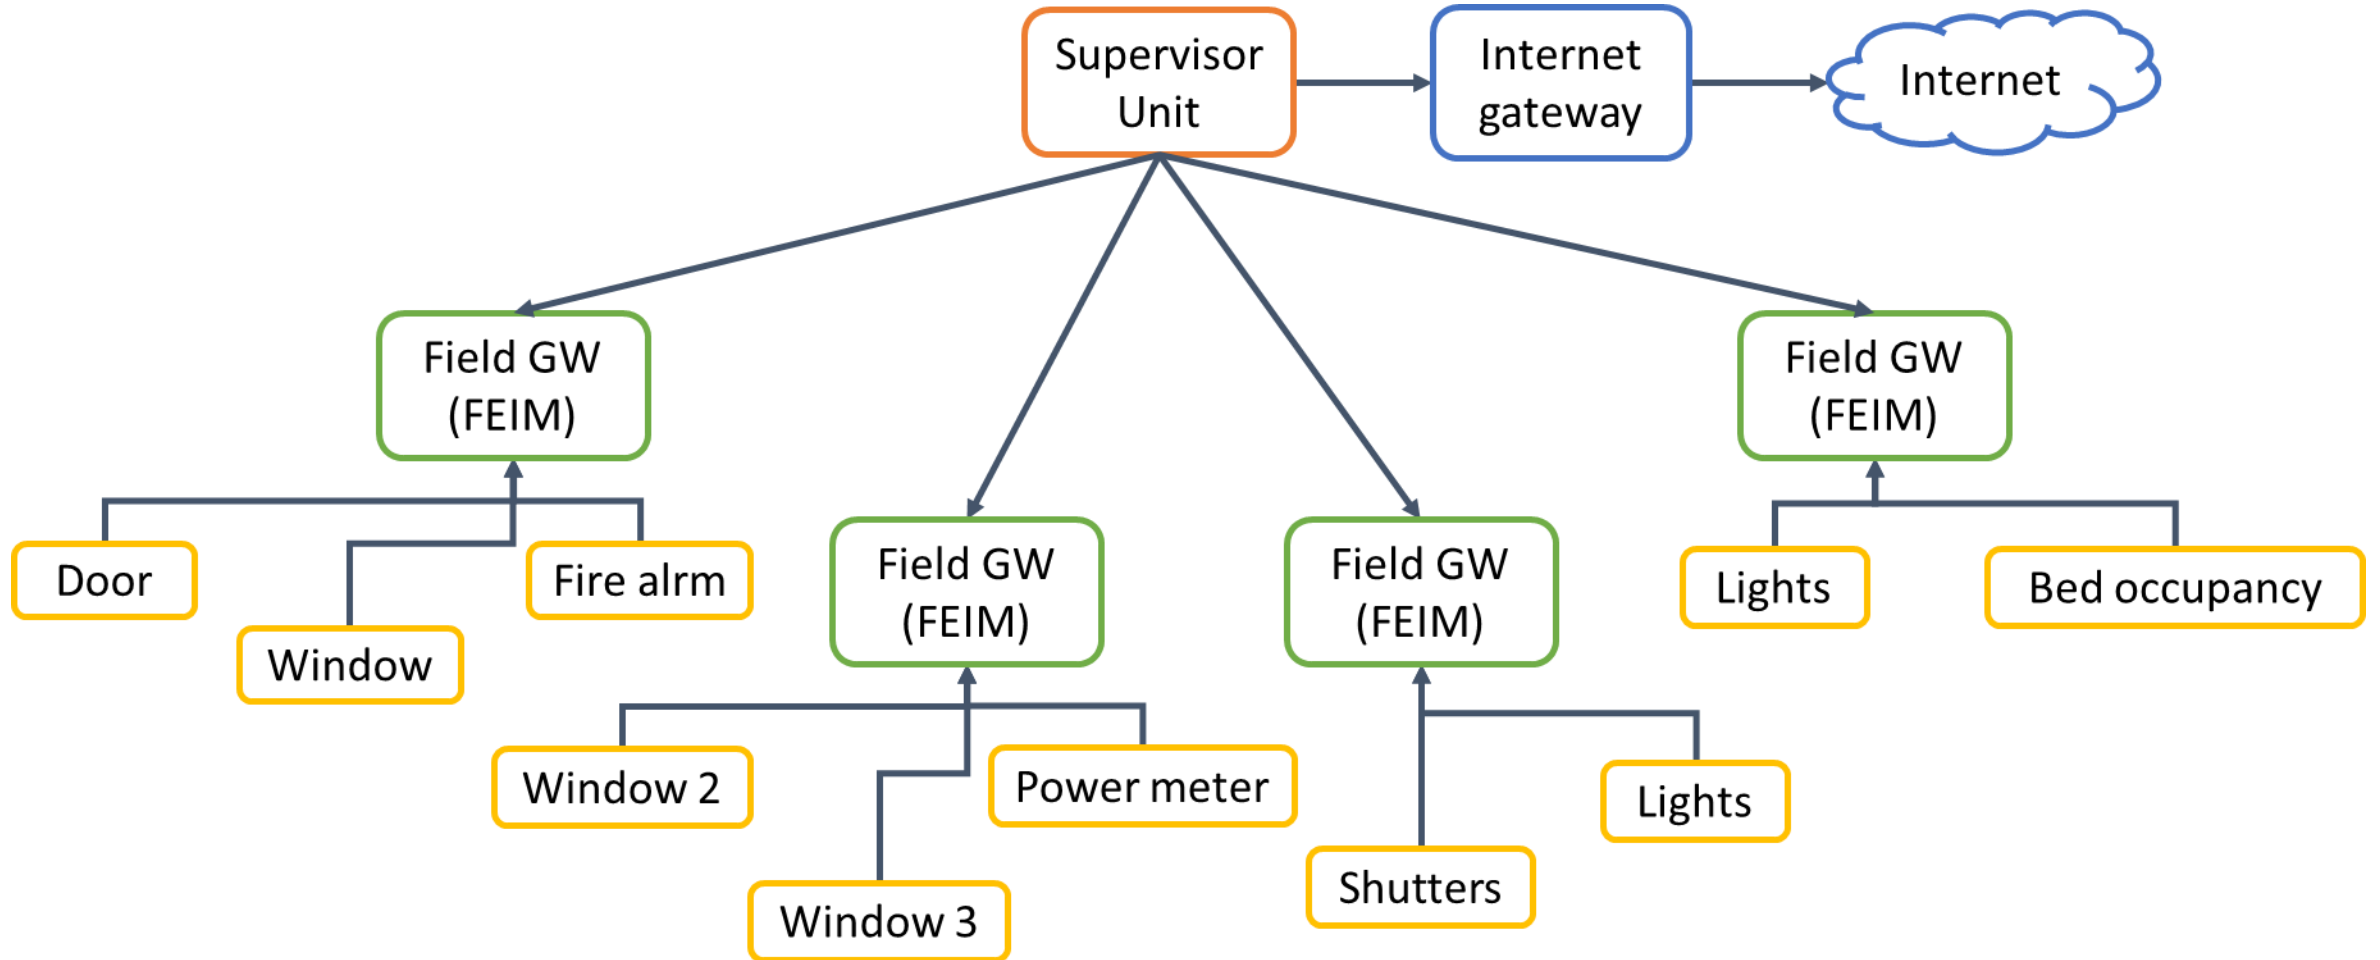 Supervisor
Unit
Internet
gateway
Internet
Field GW
(FEIM)
Field GW
(FEIM)
Field GW
(FEIM)
Field GW
(FEIM)
Door
Window
Fire alrm
Window 2
Window 3
Power meter
Shutters
Lights
Lights
Bed occupancy